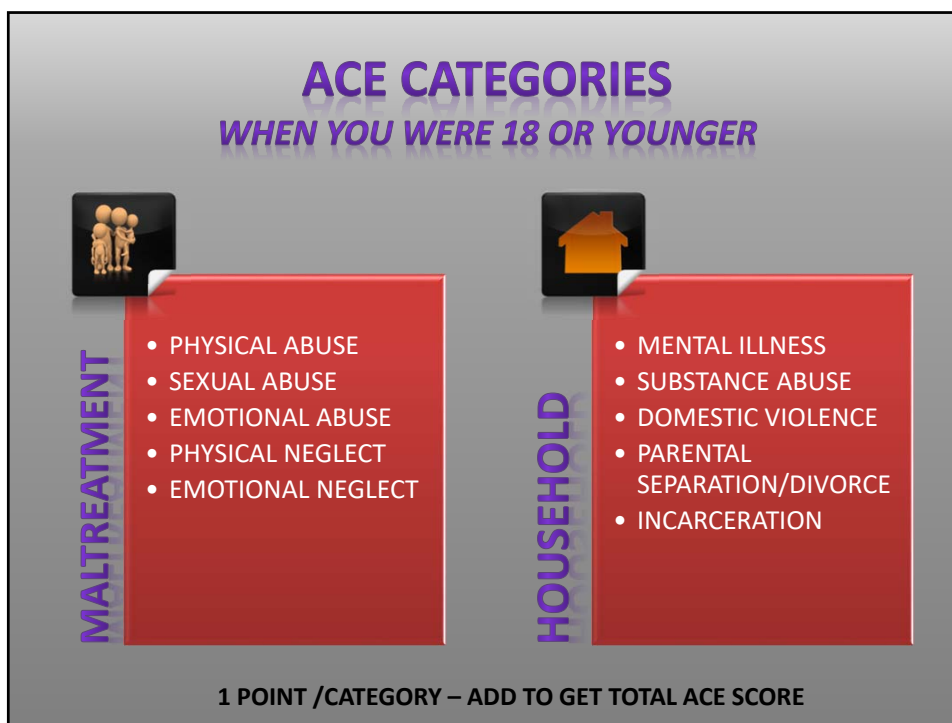 ACE CATEGORIES
WHEN YOU WERE 18 OR YOUNGER
MALTREATMENT
• PHYSICAL ABUSE
• SEXUAL ABUSE
• EMOTIONAL ABUSE
• PHYSICAL NEGLECT
• EMOTIONAL NEGLECT
HOUSEHOLD
• MENTAL ILLNESS
• SUBSTANCE ABUSE
• DOMESTIC VIOLENCE
• PARENTAL
SEPARATION/DIVORCE
• INCARCERATION
1 POINT /CATEGORY – ADD TO GET TOTAL ACE SCORE